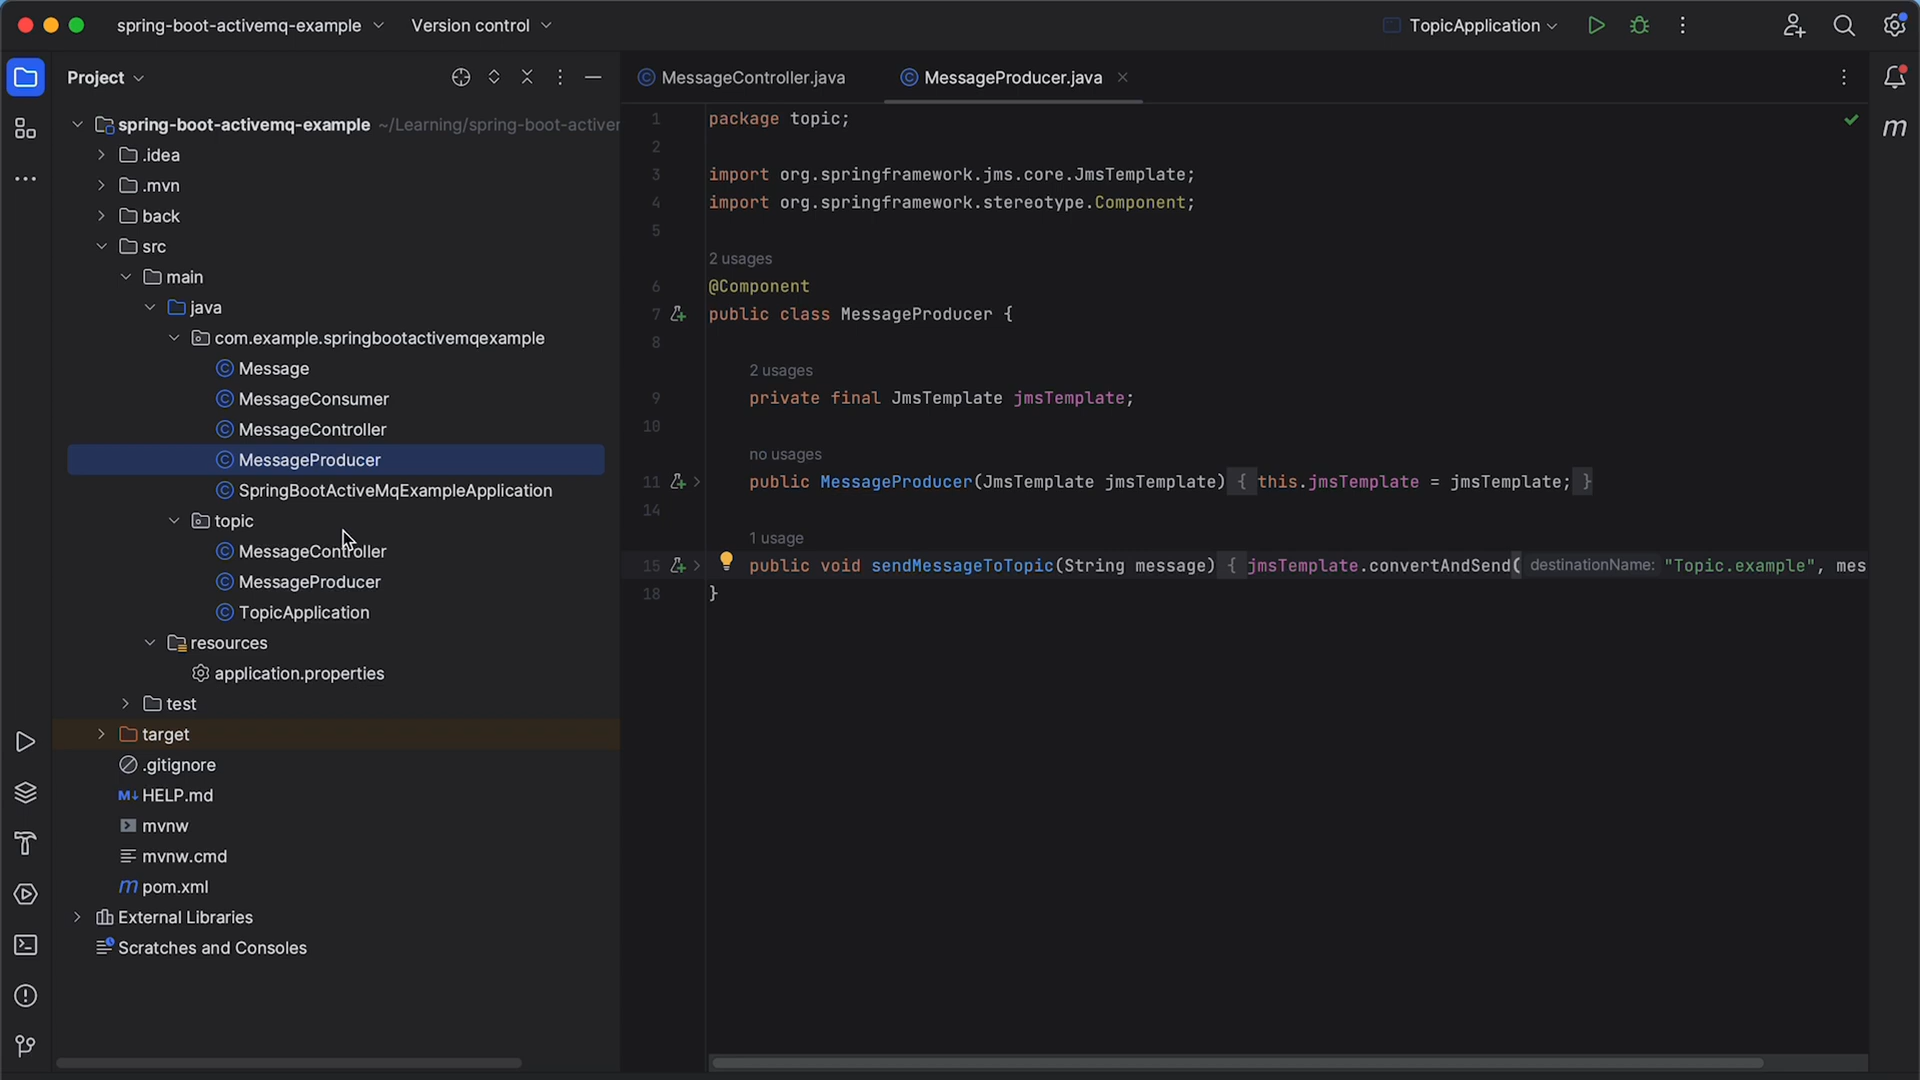 spring-boot-activemq-example
Version control
TopicApplication
Project
MessageController.java
MessageProducer.java
spring-boot-activemq-example ~/Learning/spring-boot-activer
.idea
.mvn
back
src
main
java
com.example.springbootactivemqexample
Message
MessageConsumer
MessageController
MessageProducer
SpringBootActiveMqExampleApplication
topic
MessageController
MessageProducer
TopicApplication
resources
application.properties
test
target
.gitignore
M↓ HELP.md
mvnw
mvnw.cmd
m pom.xml
External Libraries
Scratches and Consoles
1 package topic;
2
3 import org.springframework.jms.core.JmsTemplate;
4 import org.springframework.stereotype.Component;
5
2 usages
6 @Component
7 public class MessageProducer {
8
2 usages
9 private final JmsTemplate jmsTemplate;
10
no usages
11 public MessageProducer(JmsTemplate jmsTemplate) { this.jmsTemplate = jmsTemplate; }
14
1 usage
15 public void sendMessageToTopic(String message) { jmsTemplate.convertAndSend( destinationName: "Topic.example", mes
18 }
m